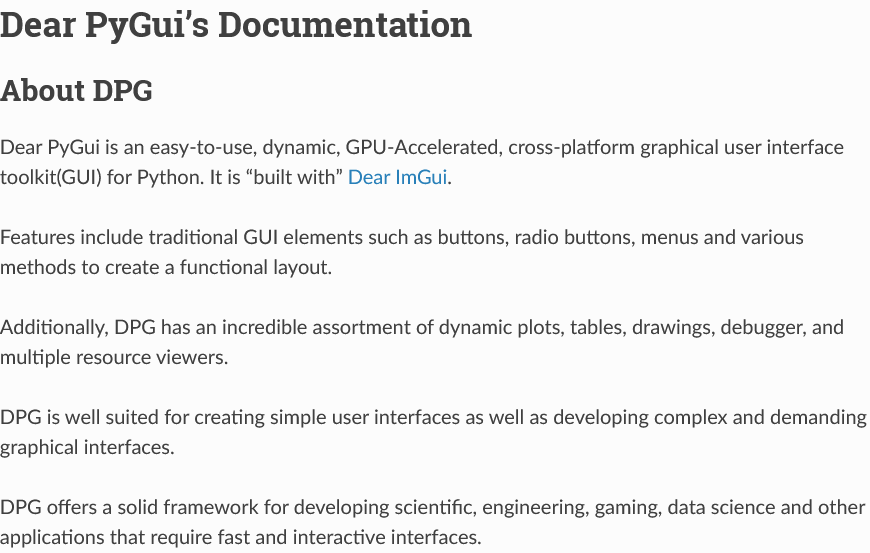 Dear PyGui’s Documentation
About DPG
Dear PyGui is an easy-to-use, dynamic, GPU-Accelerated, cross-platform graphical user interface
toolkit(GUI) for Python. It is “built with” Dear ImGui.
Features include traditional GUI elements such as buttons, radio buttons, menus and various
methods to create a functional layout.
Additionally, DPG has an incredible assortment of dynamic plots, tables, drawings, debugger, and
multiple resource viewers.
DPG is well suited for creating simple user interfaces as well as developing complex and demanding
graphical interfaces.
DPG offers a solid framework for developing scientific, engineering, gaming, data science and other
applications that require fast and interactive interfaces.